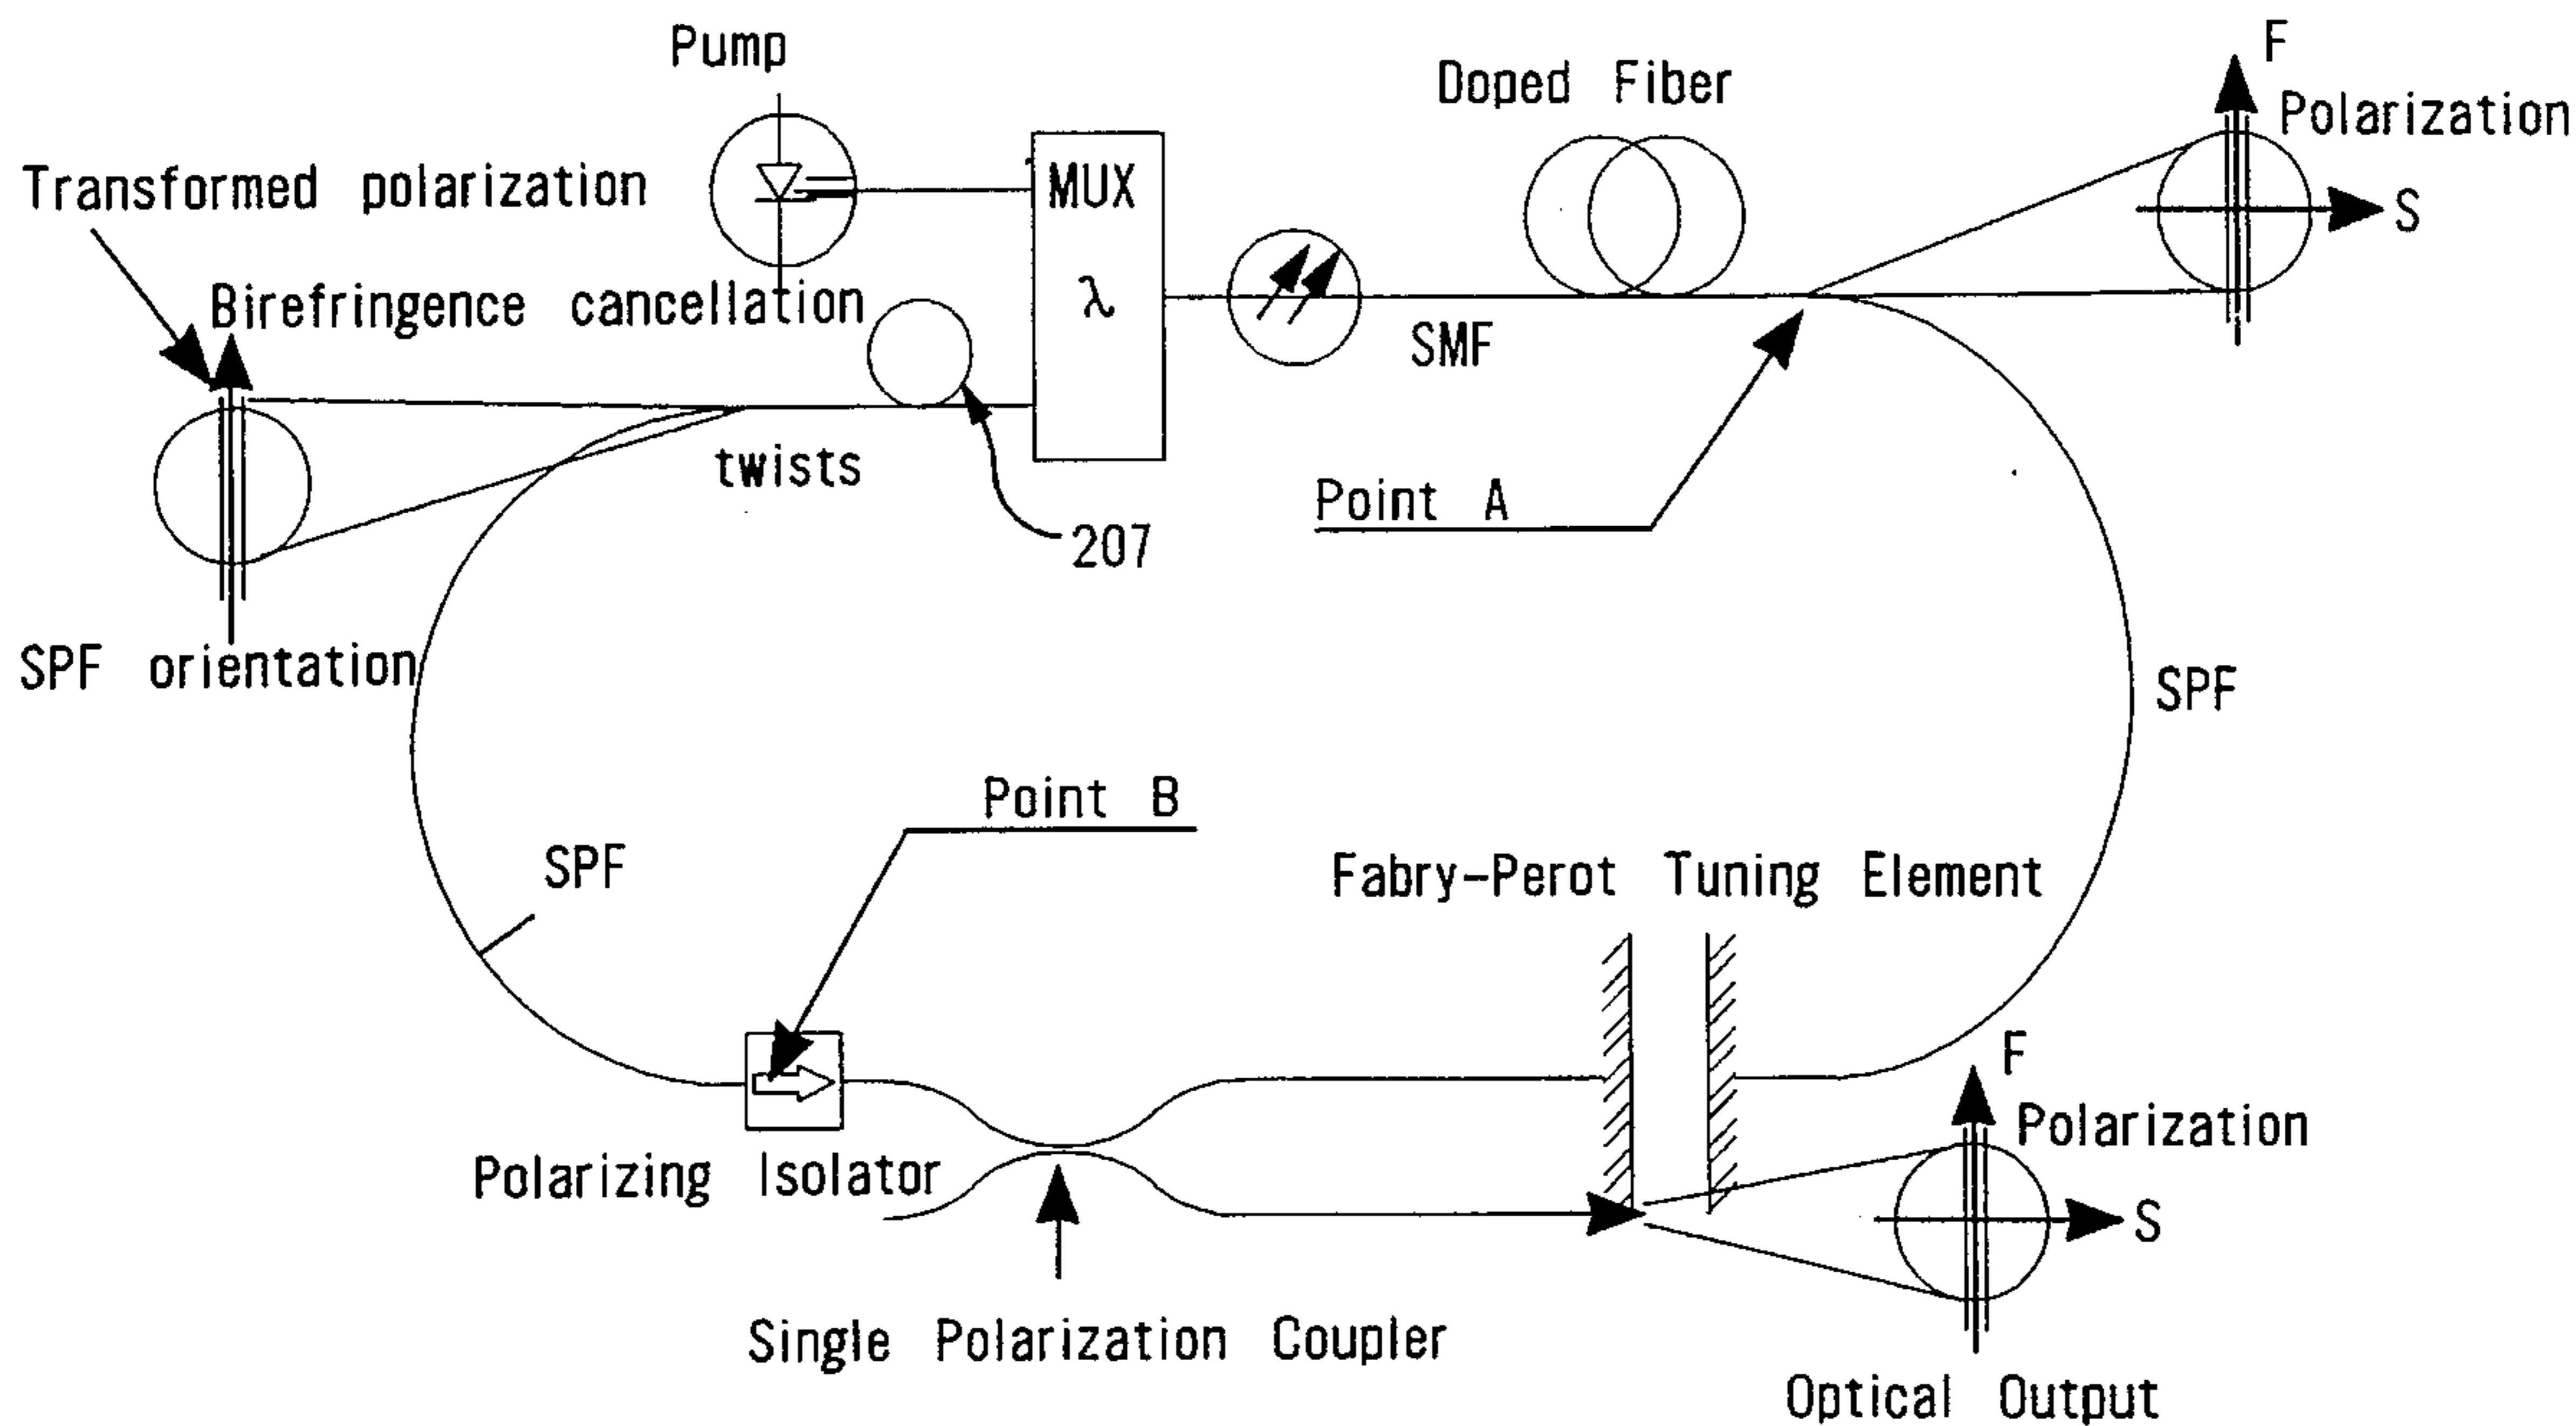 Pump
Doped Fiber
F
Polarization
S
Transformed polarization
MUX
λ
Birefringence cancellation
SMF
twists
207
Point A
SPF orientation
SPF
Point B
SPF
Fabry-Perot Tuning Element
F
Polarization
S
Polarizing Isolator
Single Polarization Coupler
Optical Output